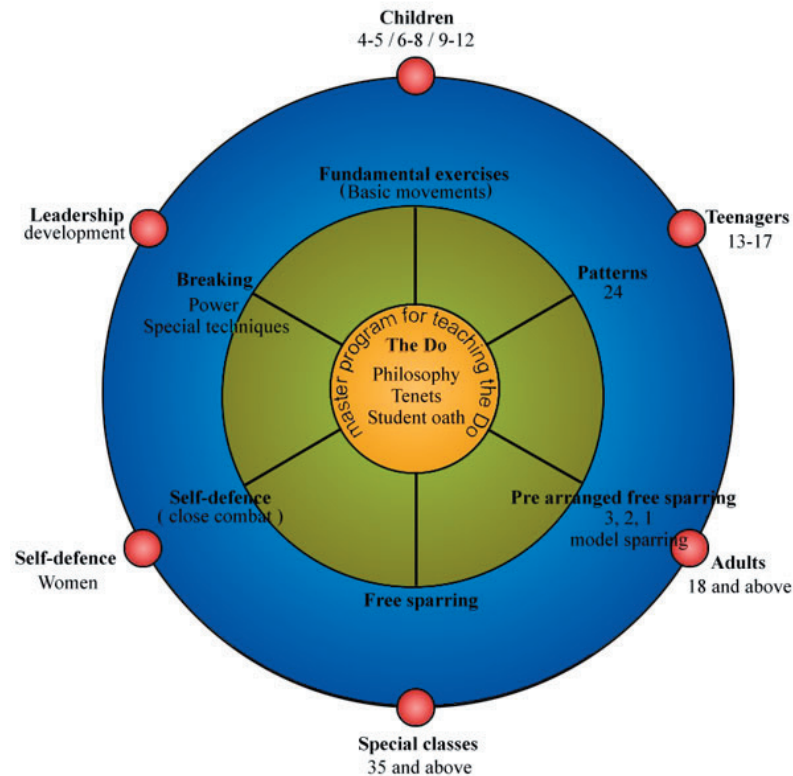 Children
4-5 / 6-8 / 9-12
Leadership
development
Teenagers
13-17
Fundamental exercises
(Basic movements)
Breaking
Power
Special techniques
Patterns
24
master program for teaching the Do
The Do
Philosophy
Tenets
Student oath
Self-defence
( close combat )
Pre arranged free sparring
3, 2, 1
model sparring
Free sparring
Self-defence
Women
Adults
18 and above
Special classes
35 and above